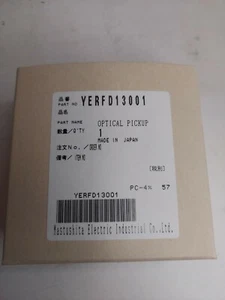 品番 PART NO. YERFD13001
品名
PART NAME OPTICAL PICKUP
数量/Q'TY 1
MADE IN JAPAN
注文No./
備考/
YERFD13001
PC-4N 57
Matsushita Electric Industrial Co.,Ltd.